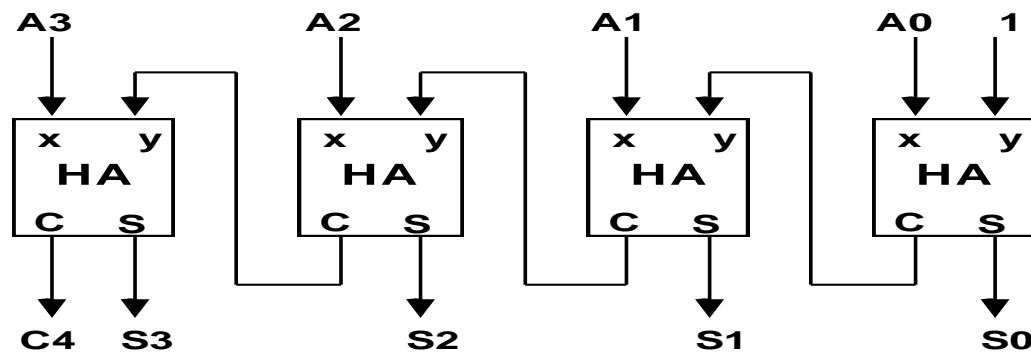 A3 A2 A1 A0 1
x y x y x y x y
HA HA HA HA
C S C S C S C S
C4 S3 S2 S1 S0